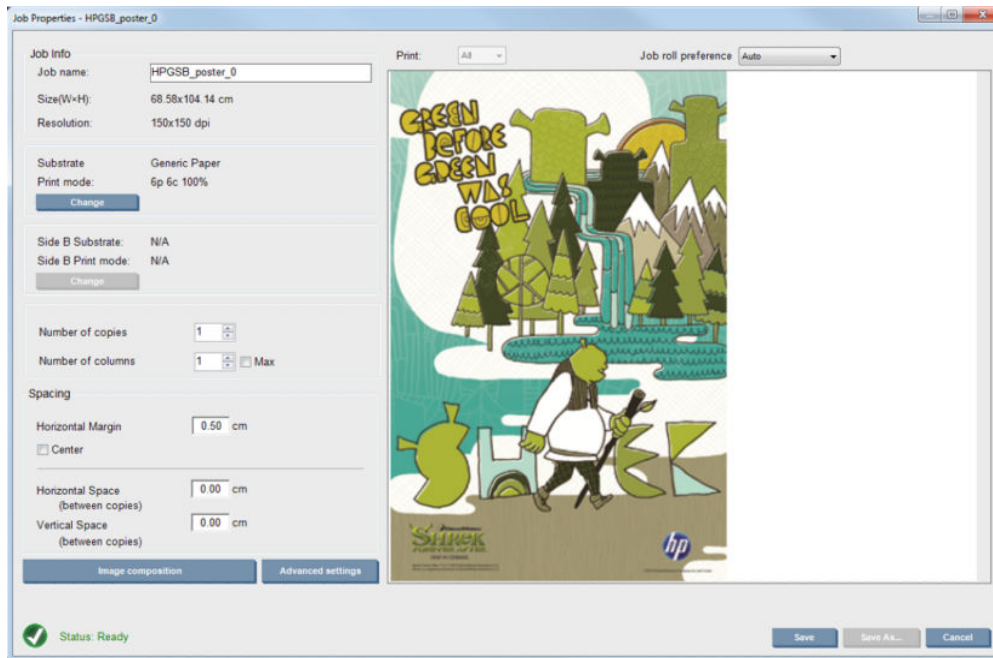 Job Properties - HPGSB_poster_0
Job Info
Job name: HPGSB_poster_0
Size(W×H): 68.58x104.14 cm
Resolution: 150x150 dpi
Substrate Generic Paper
Print mode: 6p 6c 100%
Change
Side B Substrate: N/A
Side B Print mode: N/A
Change
Number of copies 1
Number of columns 1 Max
Spacing
Horizontal Margin 0.50 cm
Center
Horizontal Space 0.00 cm
(between copies)
Vertical Space 0.00 cm
(between copies)
Image composition Advanced settings
Print: All Job roll preference Auto
GREEN
BEFORE
GREEN
WAS
COOL
SHREK
SHREK
FOREVER AFTER
hp
Status: Ready
Save Save As... Cancel